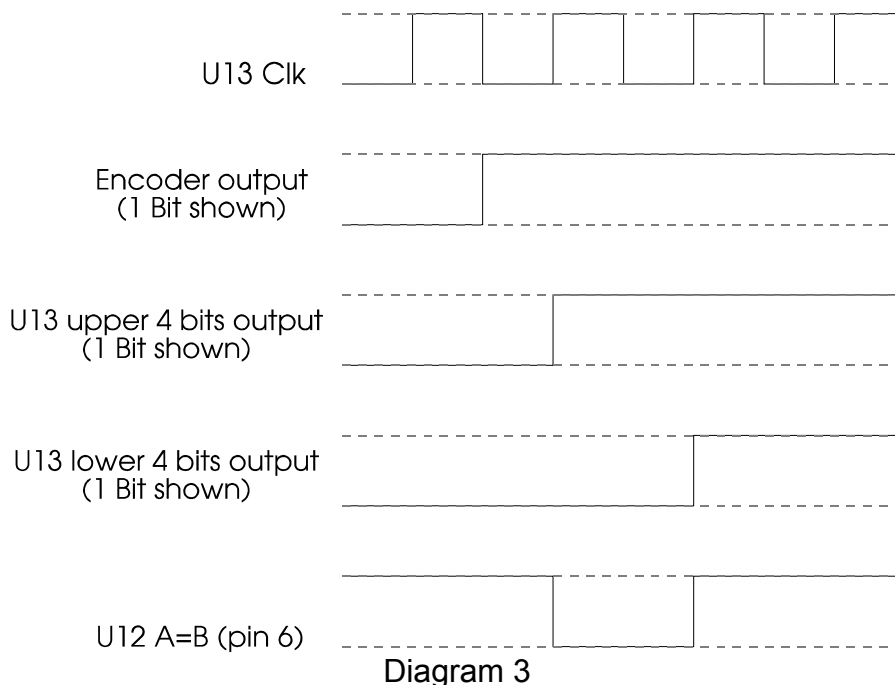 U13 Clk
Encoder output
(1 Bit shown)
U13 upper 4 bits output
(1 Bit shown)
U13 lower 4 bits output
(1 Bit shown)
U12 A=B (pin 6)
Diagram 3